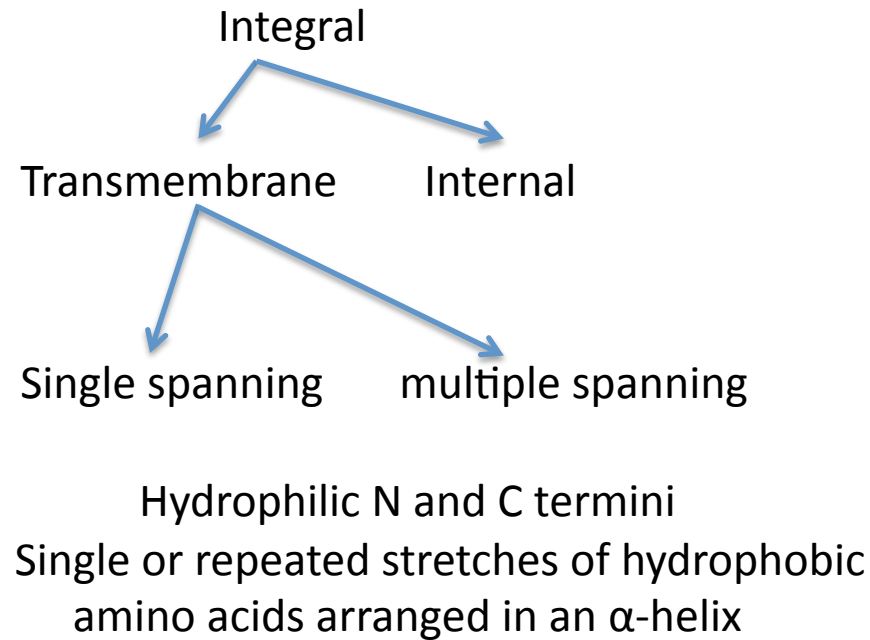 Integral
Transmembrane Internal
Single spanning multiple spanning
Hydrophilic N and C termini
Single or repeated stretches of hydrophobic
amino acids arranged in an α-helix